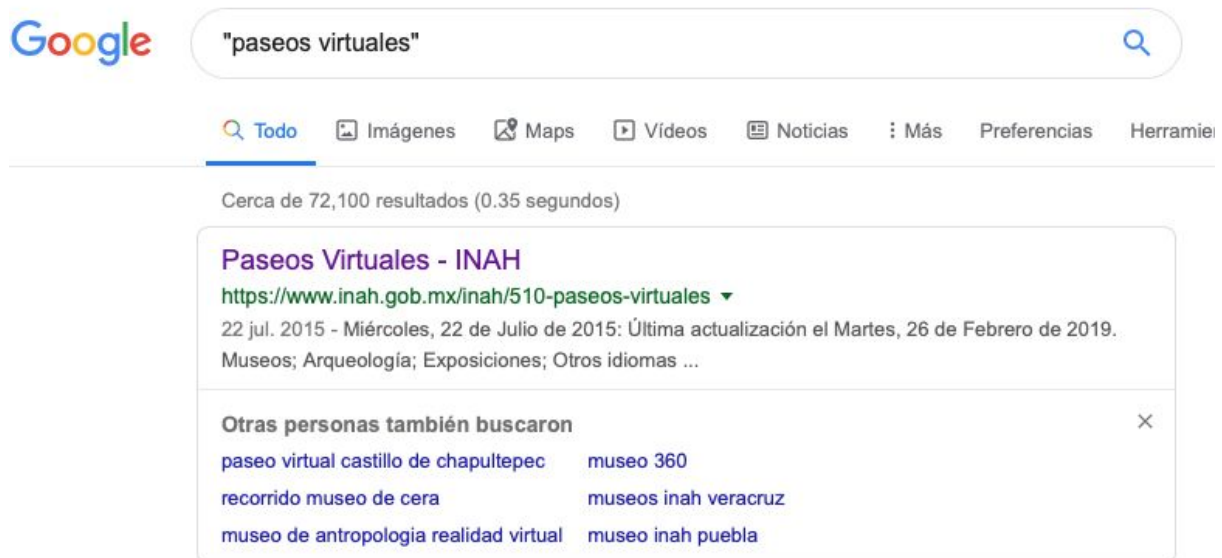 Google "paseos virtuales"
Todo Imágenes Maps Vídeos Noticias Más Preferencias
Cerca de 72,100 resultados (0.35 segundos)
Paseos Virtuales - INAH
https://www.inah.gob.mx/inah/510-paseos-virtuales
22 jul. 2015 - Miércoles, 22 de Julio de 2015: Última actualización el Martes, 26 de Febrero de 2019.
Museos; Arqueología; Exposiciones; Otros idiomas ...
Otras personas también buscaron
paseo virtual castillo de chapultepec museo 360
recorrido museo de cera museos inah veracruz
museo de antropologia realidad virtual museo inah puebla